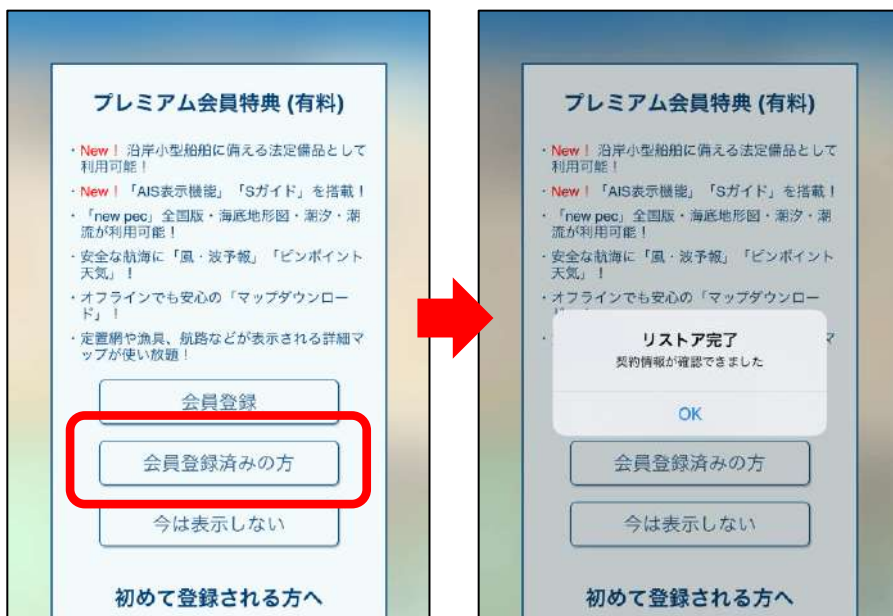 プレミアム会員特典 (有料)
・New！ 沿岸小型船舶に備える法定備品として
利用可能！
・New！「AIS表示機能」「Sガイド」を搭載！
・「new pec」全国版・海底地形図・潮汐・潮
流が利用可能！
・安全な航海に「風・波予報」「ピンポイント
天気」！
・オフラインでも安心の「マップダウンロー
ド」！
・定置網や漁具、航路などが表示される詳細マ
ップが使い放題！
会員登録
会員登録済みの方
今は表示しない
初めて登録される方へ
プレミアム会員特典 (有料)
・New！ 沿岸小型船舶に備える法定備品として
利用可能！
・New！「AIS表示機能」「Sガイド」を搭載！
・「new pec」全国版・海底地形図・潮汐・潮
流が利用可能！
・安全な航海に「風・波予報」「ピンポイント
天気」！
・オフラインでも安心の「マップダウンロー
リストア完了
契約情報が確認できました
OK
会員登録済みの方
今は表示しない
初めて登録される方へ